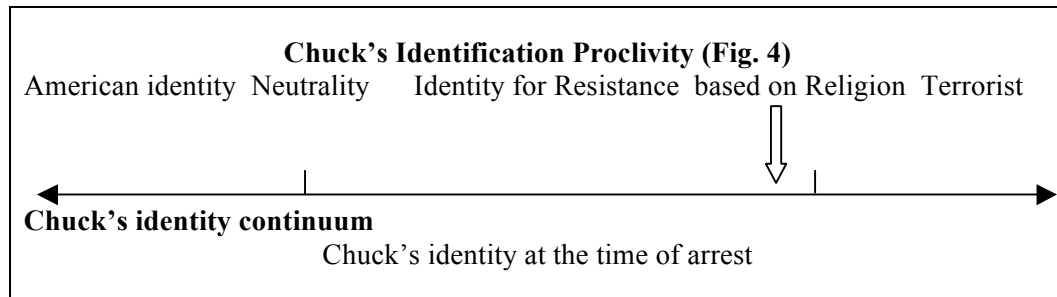 Chuck’s Identification Proclivity (Fig. 4)
American identity Neutrality Identity for Resistance based on Religion Terrorist
Chuck’s identity continuum
Chuck’s identity at the time of arrest